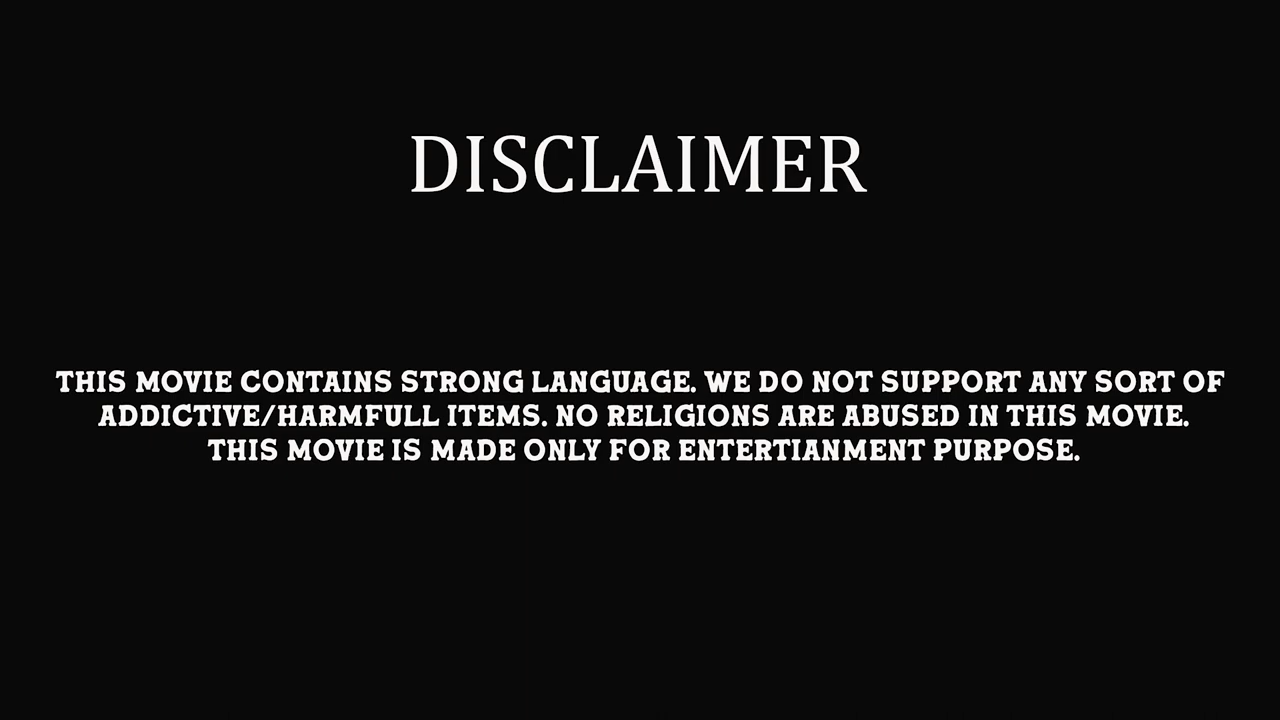 DISCLAIMER
THIS MOVIE CONTAINS STRONG LANGUAGE. WE DO NOT SUPPORT ANY SORT OF
ADDICTIVE/HARMFULL ITEMS. NO RELIGIONS ARE ABUSED IN THIS MOVIE.
THIS MOVIE IS MADE ONLY FOR ENTERTIANMENT PURPOSE.